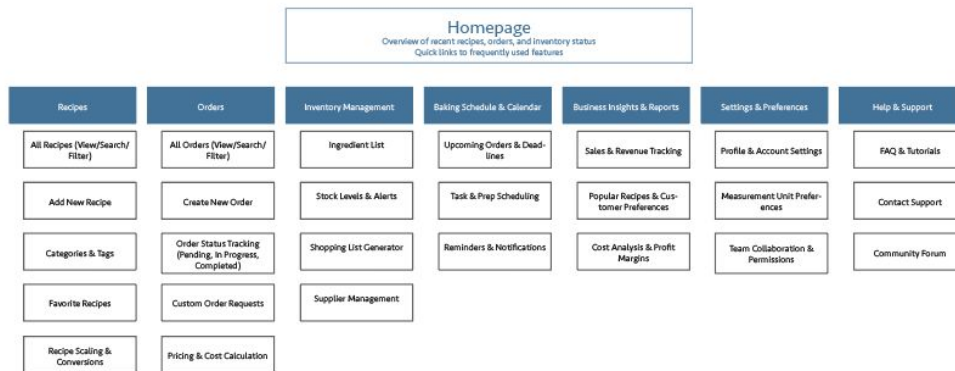 Homepage
Overview of recent recipes, orders, and inventory status
Quick links to frequently used features
Recipes
All Recipes (View/Search/
Filter)
Add New Recipe
Categories & Tags
Favorite Recipes
Recipe Scaling &
Conversions
Orders
All Orders (View/Search/
Filter)
Create New Order
Order Status Tracking
(Pending, In Progress,
Completed)
Custom Order Requests
Pricing & Cost Calculation
Inventory Management
Ingredient List
Stock Levels & Alerts
Shopping List Generator
Supplier Management
Baking Schedule & Calendar
Upcoming Orders & Dead-
lines
Task & Prep Scheduling
Reminders & Notifications
Business Insights & Reports
Sales & Revenue Tracking
Popular Recipes & Cus-
tomer Preferences
Cost Analysis & Profit
Margins
Settings & Preferences
Profile & Account Settings
Measurement Unit Prefer-
ences
Team Collaboration &
Permissions
Help & Support
FAQ & Tutorials
Contact Support
Community Forum